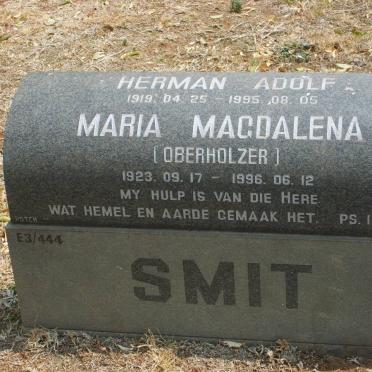 HERMAN ADOLF
1919.04.25 - 1995.08.05
MARIA MAGDALENA
(OBERHOLZER)
1923.09.17 - 1996.06.12
MY HULP IS VAN DIE HERE
WAT HEMEL EN AARDE GEMAAK HET. PS.
POTCH
E3/444
SMIT